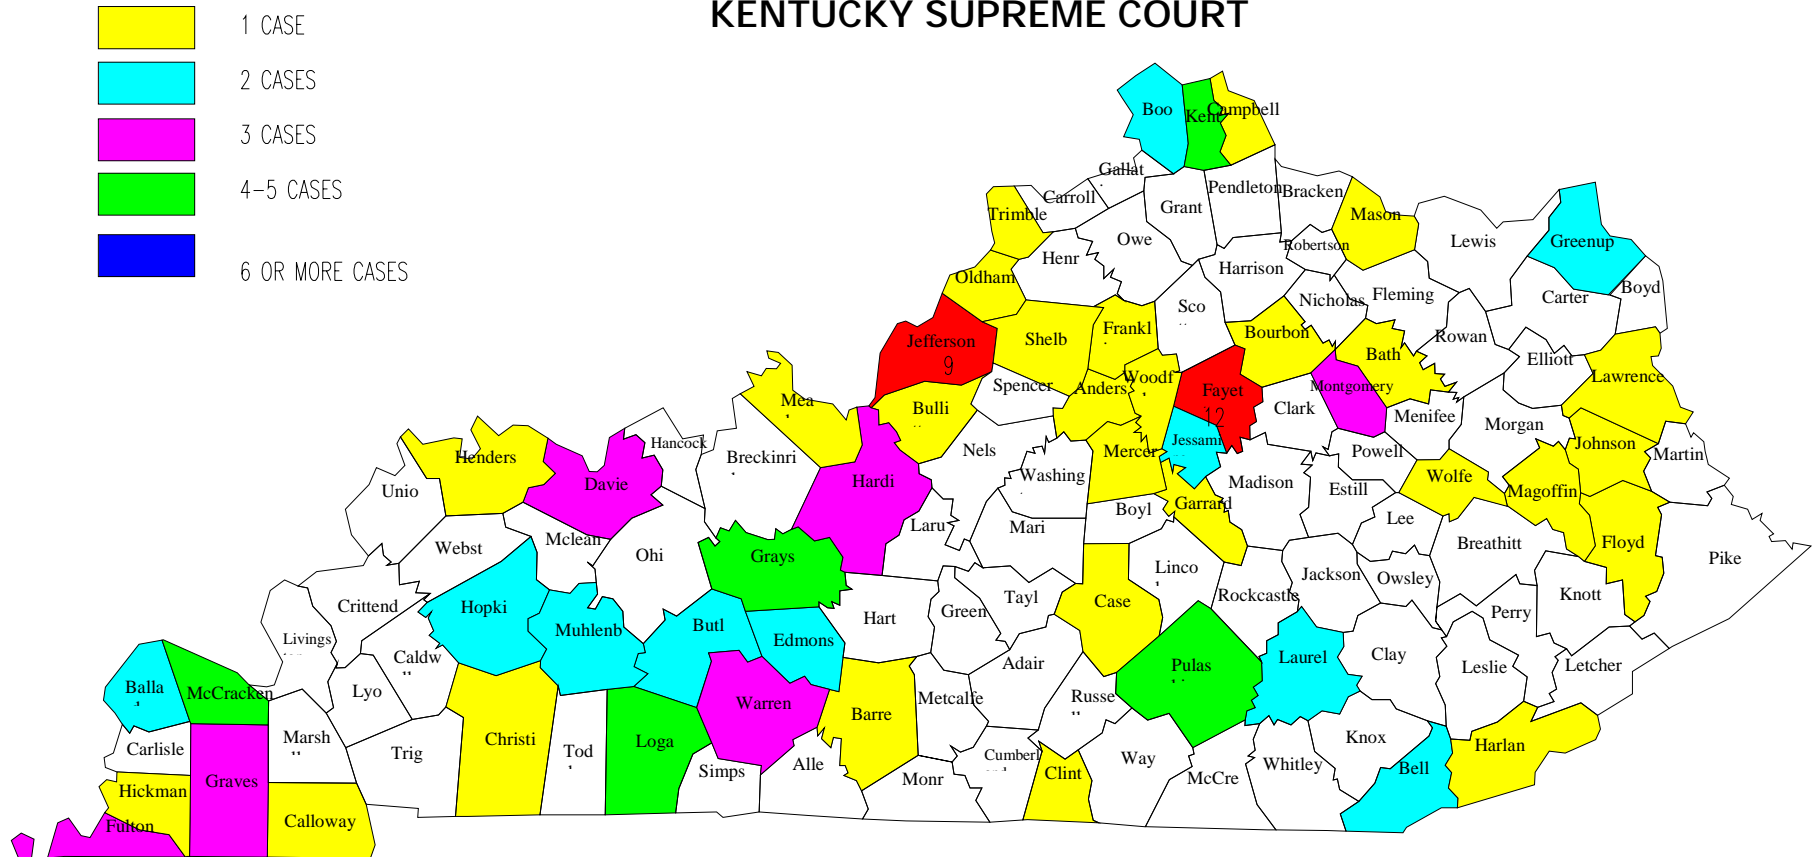 KENTUCKY SUPREME COURT
1 CASE
2 CASES
3 CASES
4-5 CASES
6 OR MORE CASES
Boo
Kent
Campbell
Gallat
Carroll
Grant
Pendleton
Bracken
Trimble
Mason
Owe
Robertson
Lewis
Greenup
Henr
Oldham
Harrison
Sco
Nicholas
Fleming
Carter
Boyd
Jefferson
9
Shelb
Frankl
Bourbon
Bath
Rowan
Elliott
Lawrence
Mea
Bulli
Spencer
Anders
Woodf
Fayet
12
Clark
Montgomery
Menifee
Morgan
Hancock
Henders
Breckinri
Nels
Mercer
Jessami
Powell
Johnson
Martin
Unio
Davie
Hardi
Washing
Madison
Estill
Wolfe
Magoffin
Laru
Mari
Boyl
Garrard
Lee
Webst
Mclean
Ohi
Grays
Breathitt
Floyd
Pike
Linco
Jackson
Owsley
Crittend
Hopki
Muhlenb
Butl
Edmons
Hart
Green
Tayl
Case
Rockcastle
Perry
Knott
Livings
Caldw
Adair
Pulas
Laurel
Clay
Leslie
Letcher
Balla
McCracken
Lyo
Warren
Metcalfe
Russe
Barre
Carlisle
Marsh
Trig
Christi
Tod
Loga
Simps
Alle
Monr
Cumberl
Clint
Way
McCre
Whitley
Knox
Bell
Harlan
Hickman
Graves
Calloway
Fulton